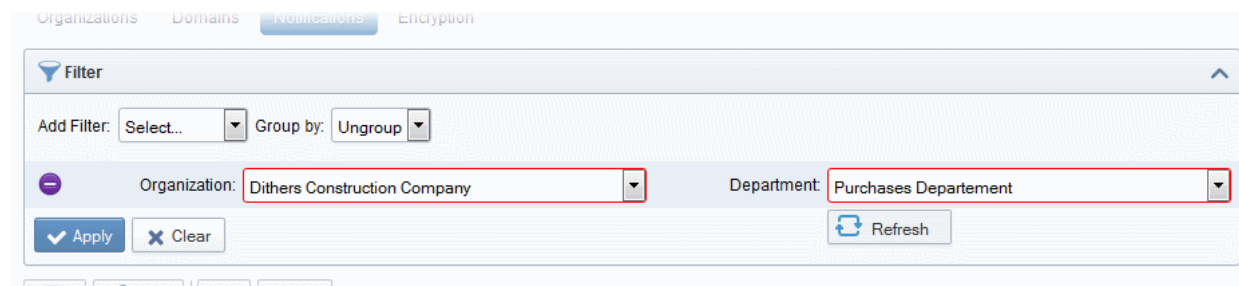 Organizations Domains Notifications Encryption
Filter
Add Filter: Select... Group by: Ungroup
Organization: Dithers Construction Company Department: Purchases Departement
Apply Clear Refresh